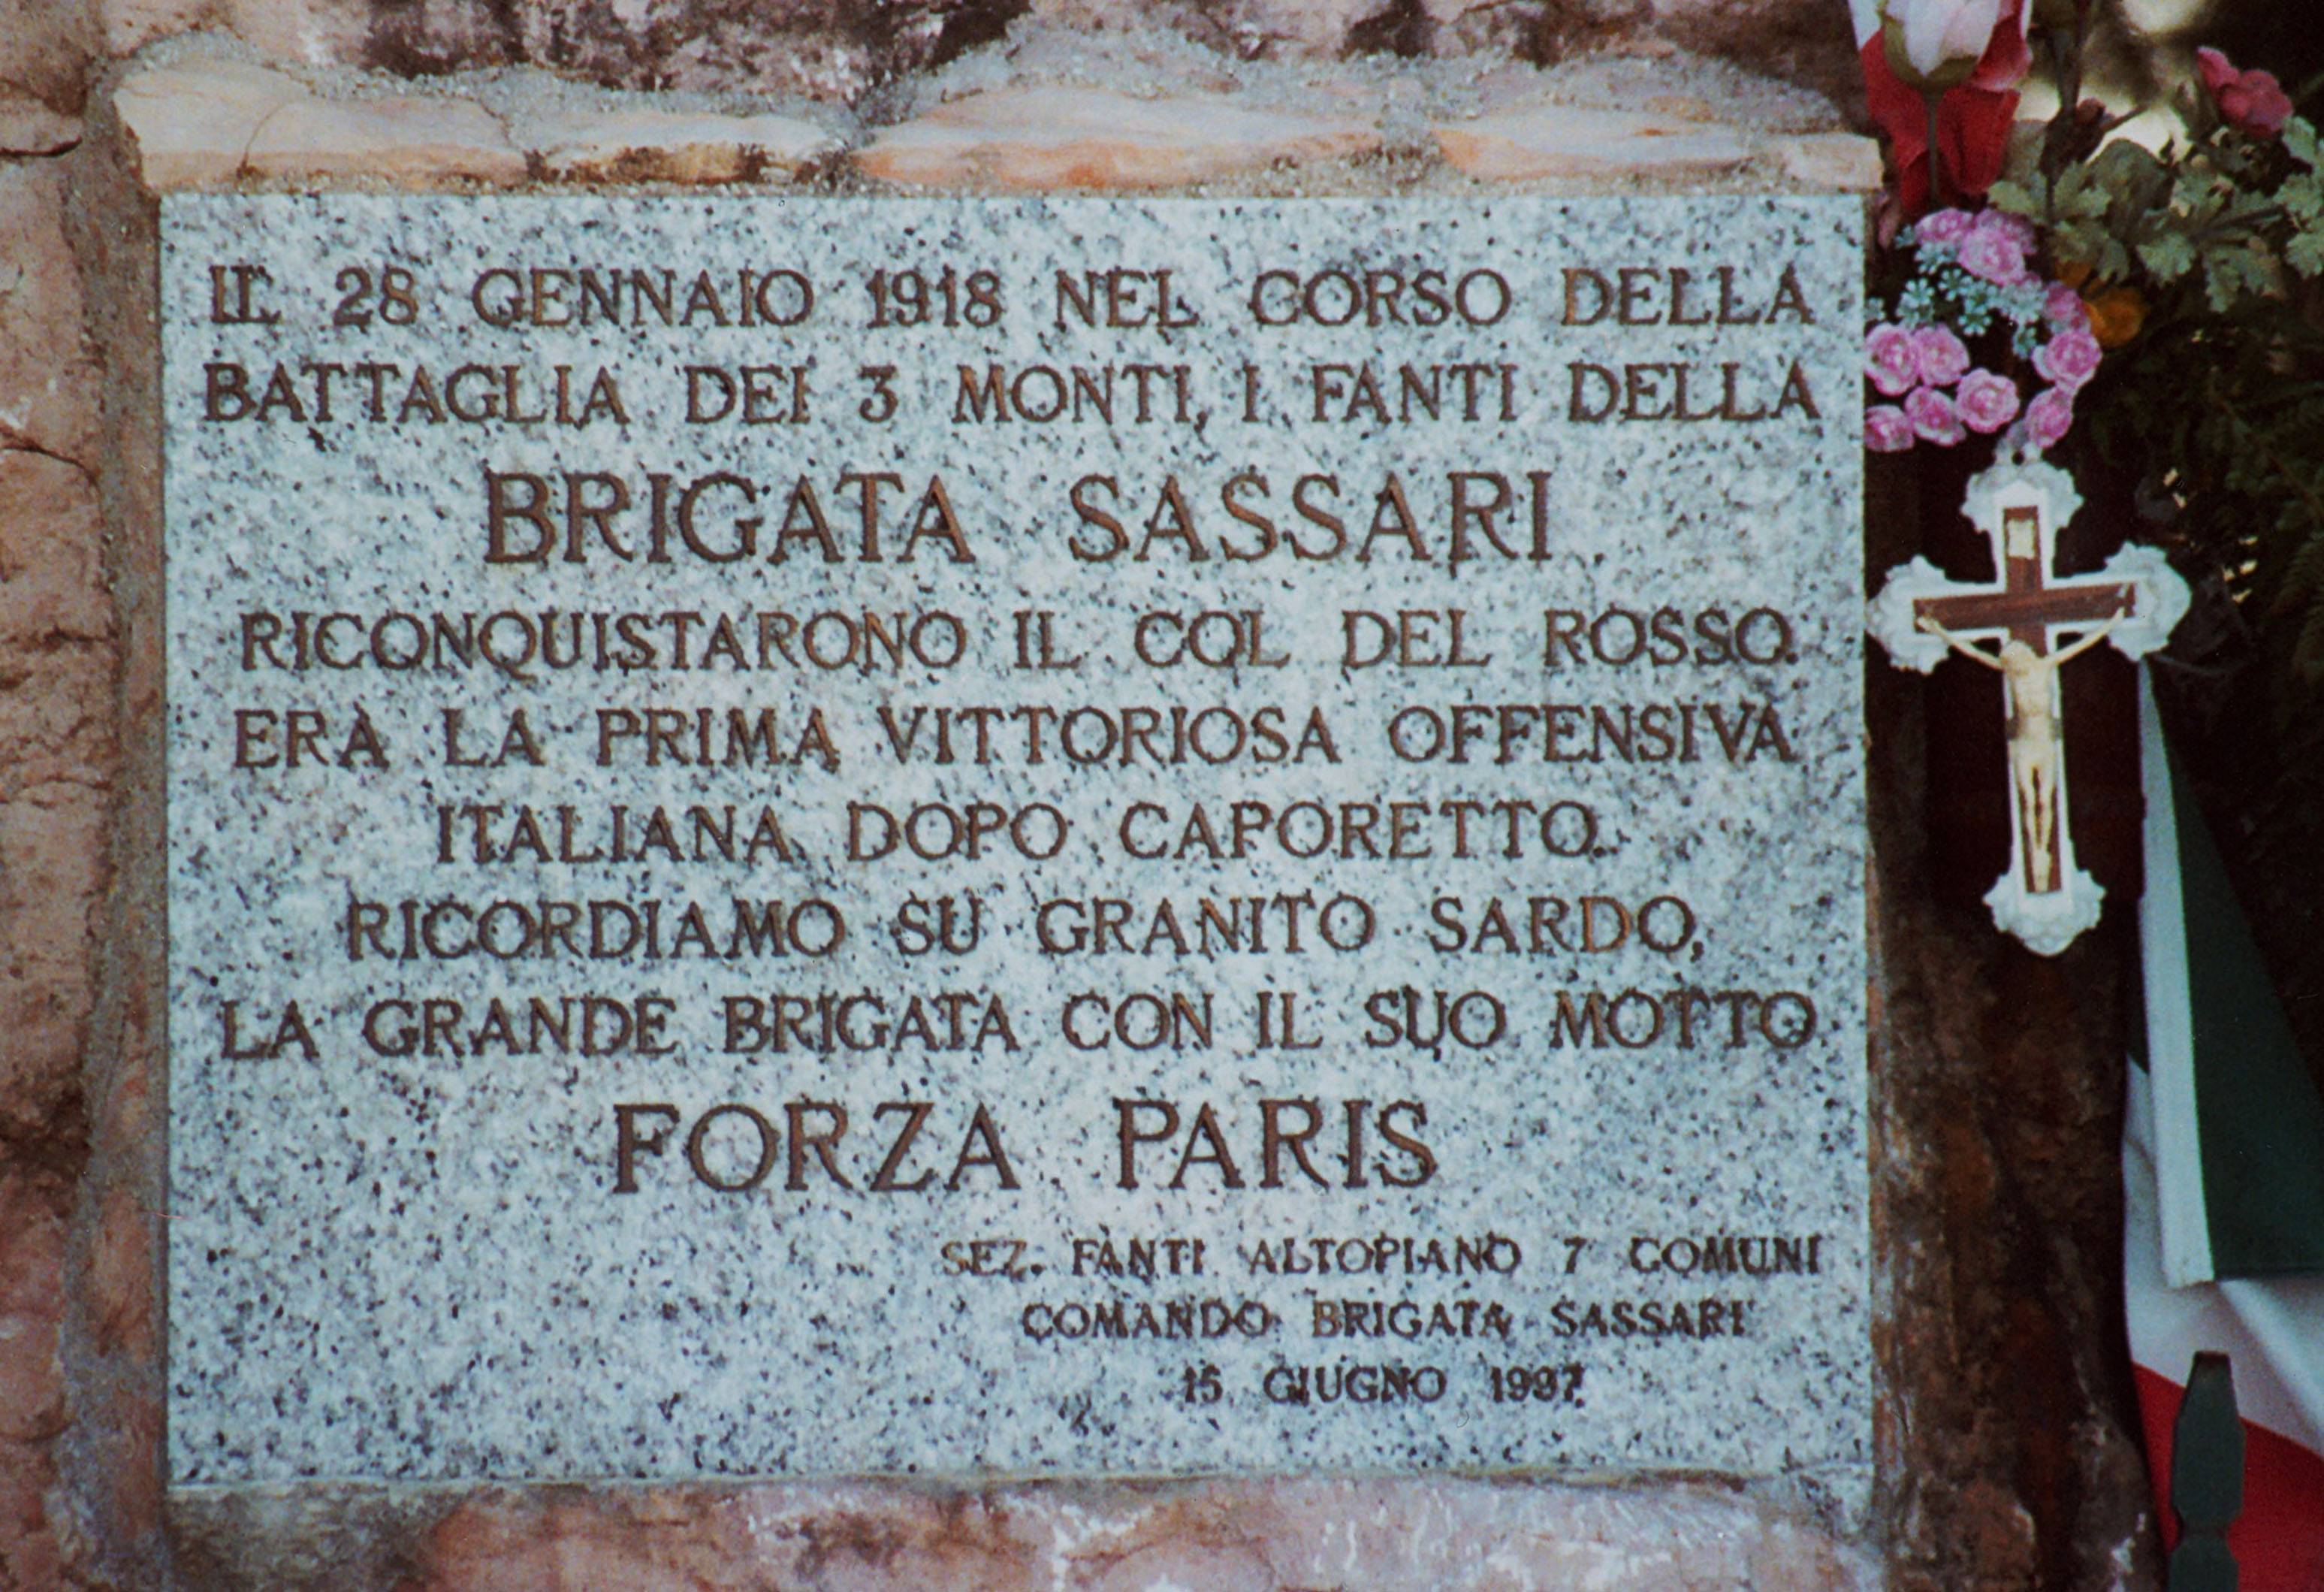 IL 28 GENNAIO 1918 NEL CORSO DELLA
BATTAGLIA DEI 3 MONTI, I FANTI DELLA
BRIGATA SASSARI
RICONQUISTARONO IL COL DEL ROSSO.
ERA LA PRIMA VITTORIOSA OFFENSIVA
ITALIANA DOPO CAPORETTO.
RICORDIAMO SU GRANITO SARDO,
LA GRANDE BRIGATA CON IL SUO MOTTO
FORZA PARIS
SEZ. FANTI ALTOPIANO 7 COMUNI
COMANDO BRIGATA SASSARI
15 GIUGNO 1997